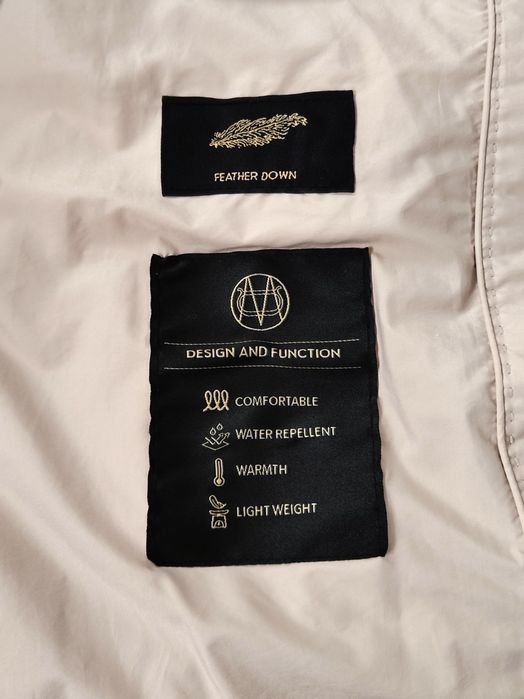 FEATHER DOWN
DESIGN AND FUNCTION
COMFORTABLE
WATER REPELLENT
WARMTH
LIGHT WEIGHT